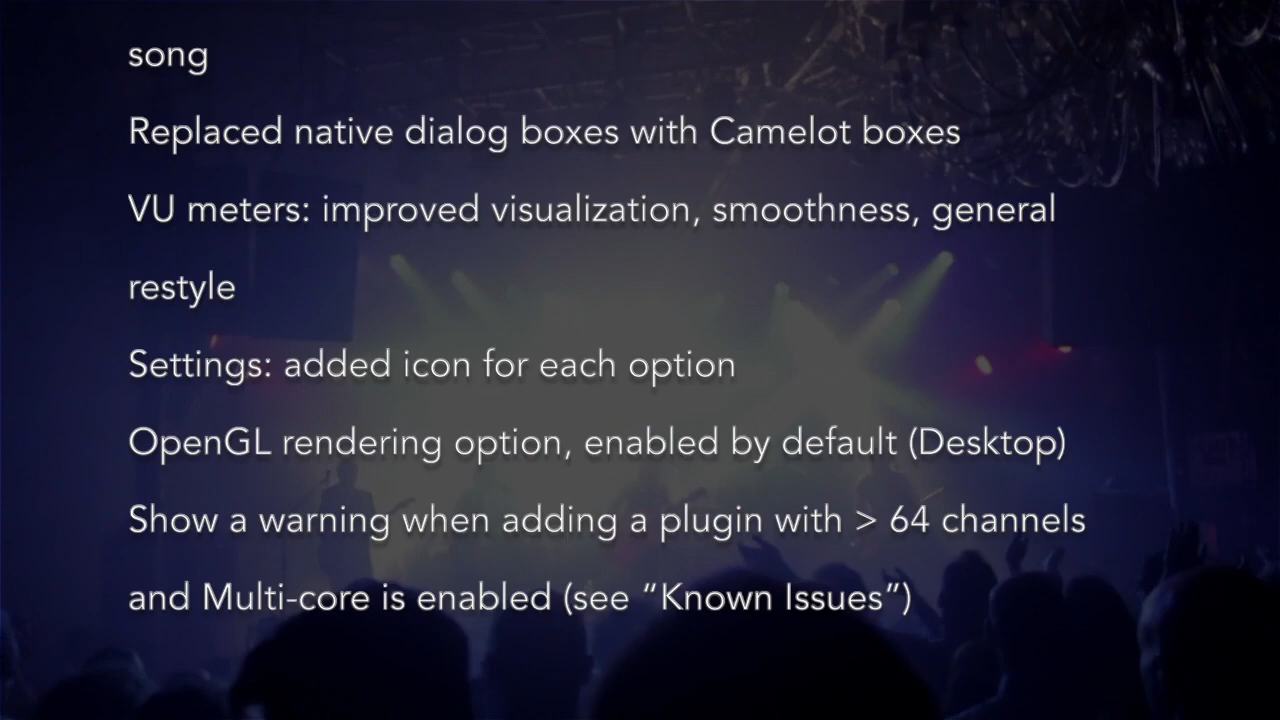 song
Replaced native dialog boxes with Camelot boxes
VU meters: improved visualization, smoothness, general
restyle
Settings: added icon for each option
OpenGL rendering option, enabled by default (Desktop)
Show a warning when adding a plugin with > 64 channels
and Multi-core is enabled (see “Known Issues”)